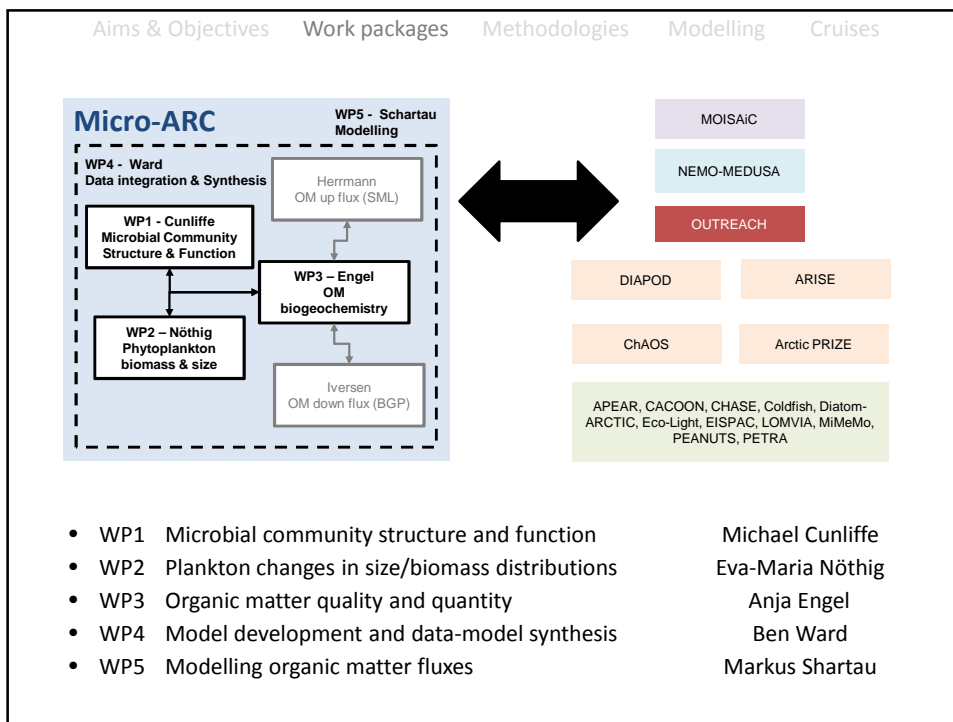 Aims & Objectives Work packages Methodologies Modelling Cruises
Micro-ARC
WP5 - Schartau
Modelling
WP4 - Ward
Data integration & Synthesis
Herrmann
OM up flux (SML)
WP1 - Cunliffe
Microbial Community
Structure & Function
WP3 – Engel
OM
biogeochemistry
WP2 – Nöthig
Phytoplankton
biomass & size
Iversen
OM down flux (BGP)
MOISAiC
NEMO-MEDUSA
OUTREACH
DIAPOD
ARISE
ChAOS
Arctic PRIZE
APEAR, CACOON, CHASE, Coldfish, Diatom-
ARCTIC, Eco-Light, EISPAC, LOMVIA, MiMeMo,
PEANUTS, PETRA
• WP1 Microbial community structure and function Michael Cunliffe
• WP2 Plankton changes in size/biomass distributions Eva-Maria Nöthig
• WP3 Organic matter quality and quantity Anja Engel
• WP4 Model development and data-model synthesis Ben Ward
• WP5 Modelling organic matter fluxes Markus Shartau